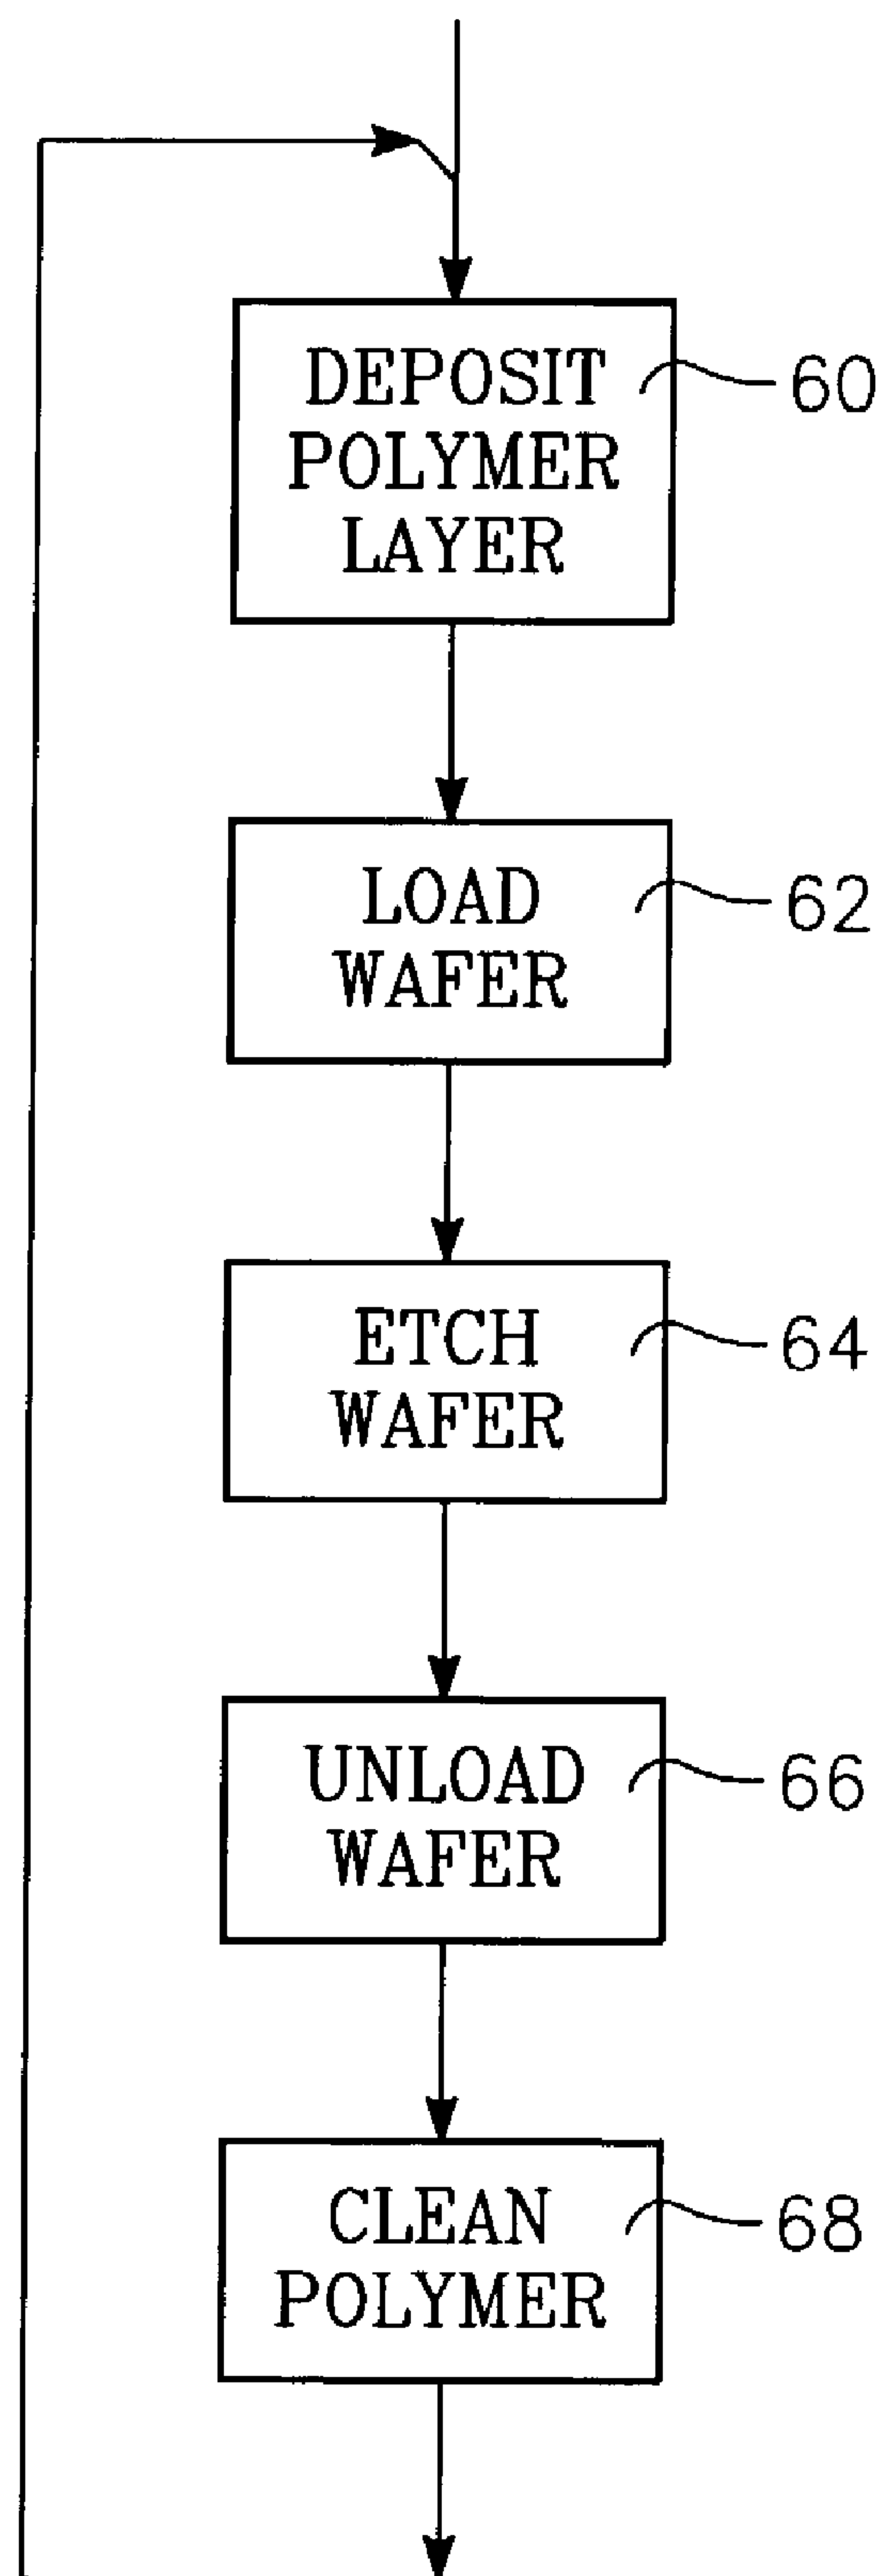 DEPOSIT
POLYMER
LAYER
60
LOAD
WAFER
62
ETCH
WAFER
64
UNLOAD
WAFER
66
CLEAN
POLYMER
68